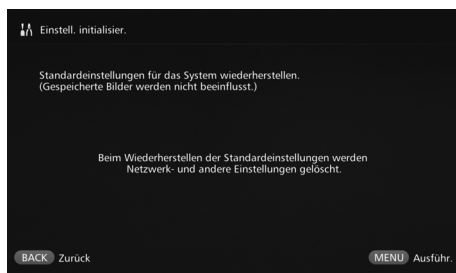 Einstell. initialisier.
Standardeinstellungen für das System wiederherstellen.
(Gespeicherte Bilder werden nicht beeinflusst.)
Beim Wiederherstellen der Standardeinstellungen werden
Netzwerk- und andere Einstellungen gelöscht.
BACK Zurück
MENU Ausführ.